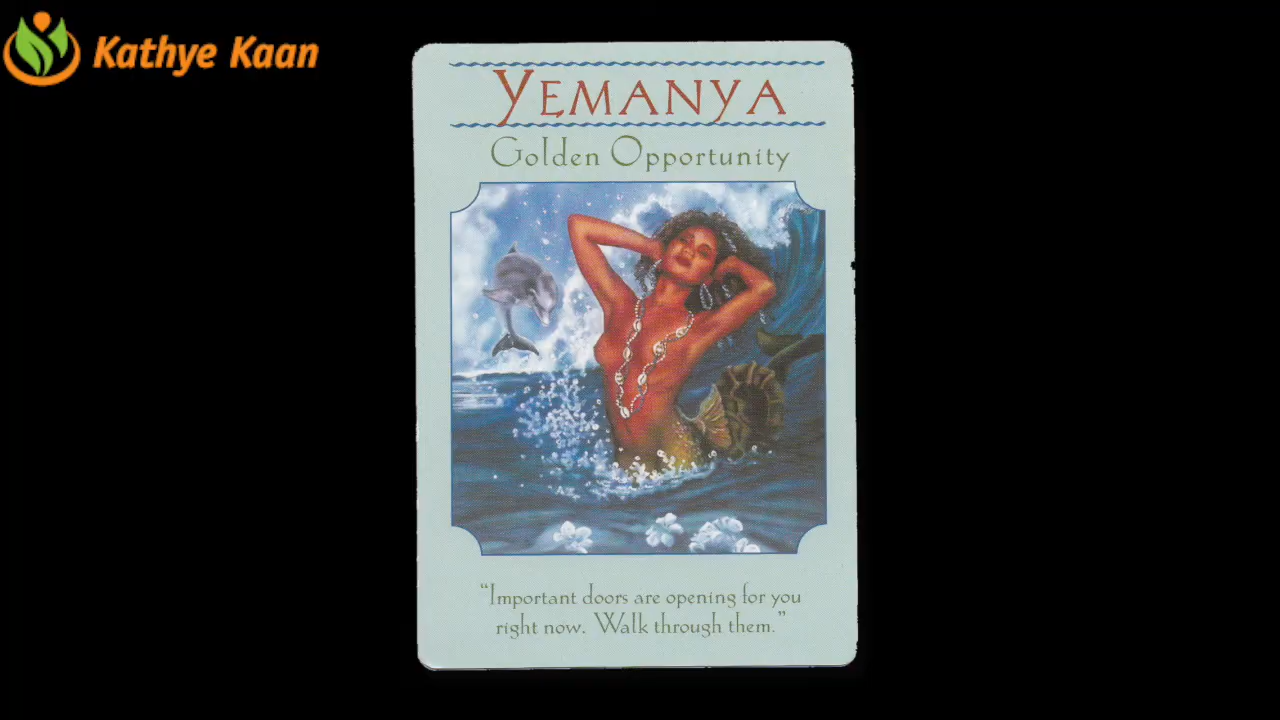 Kathye Kaan
YEMANYA
Golden Opportunity
"Important doors are opening for you
right now. Walk through them."